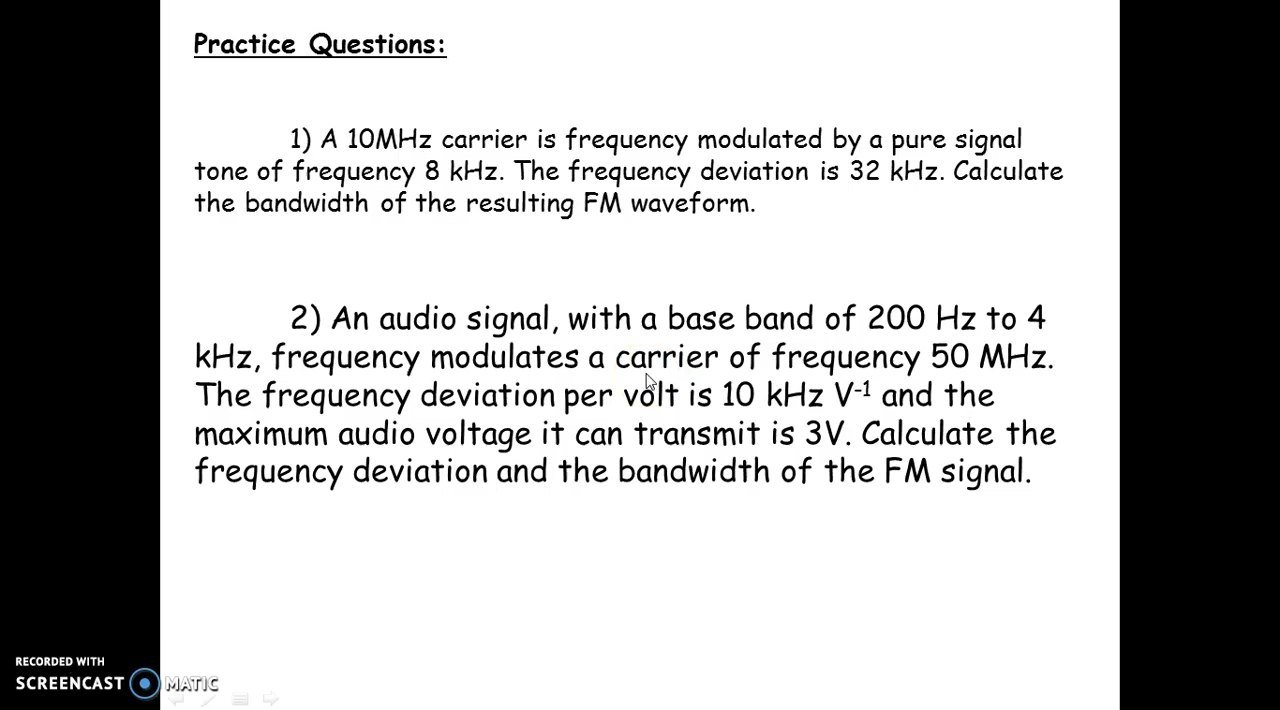 Practice Questions:
1) A 10MHz carrier is frequency modulated by a pure signal
tone of frequency 8 kHz. The frequency deviation is 32 kHz. Calculate
the bandwidth of the resulting FM waveform.
2) An audio signal, with a base band of 200 Hz to 4
kHz, frequency modulates a carrier of frequency 50 MHz.
The frequency deviation per volt is 10 kHz V⁻¹ and the
maximum audio voltage it can transmit is 3V. Calculate the
frequency deviation and the bandwidth of the FM signal.
RECORDED WITH
SCREENCAST MATIC